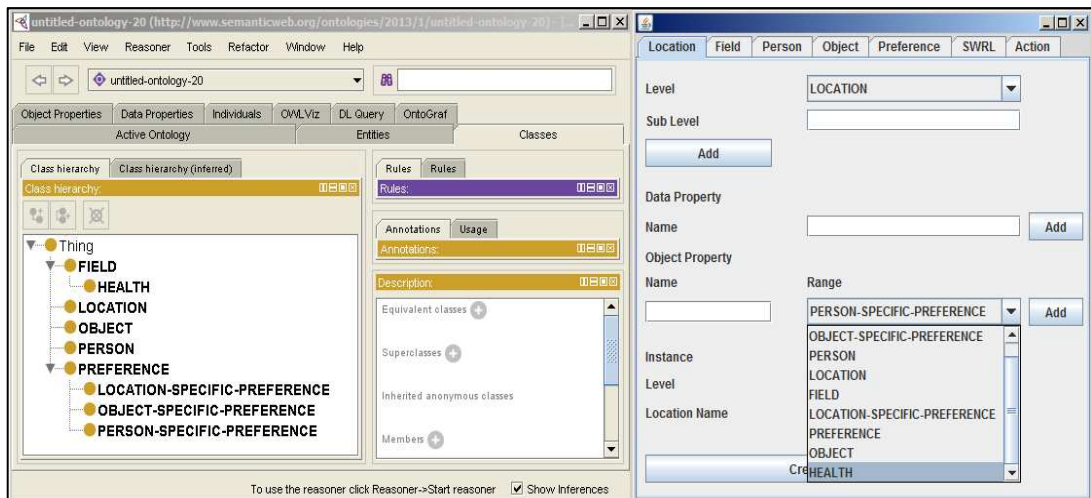 untitled-ontology-20 (http://www.semanticweb.org/ontologies/2013/1/untitled-ontology-20)
File Edit View Reasoner Tools Refactor Window Help
untitled-ontology-20
Object Properties Data Properties Individuals OWLViz DL Query OntoGraf
Active Ontology Entities Classes
Class hierarchy Class hierarchy (inferred)
Class hierarchy:
Thing
FIELD
HEALTH
LOCATION
OBJECT
PERSON
PREFERENCE
LOCATION-SPECIFIC-PREFERENCE
OBJECT-SPECIFIC-PREFERENCE
PERSON-SPECIFIC-PREFERENCE
Rules Rules
Rules:
Annotations Usage
Annotations:
Description:
Equivalent classes
Superclasses
Inherited anonymous classes
Members
To use the reasoner click Reasoner->Start reasoner Show Inferences
Location Field Person Object Preference SWRL Action
Level LOCATION
Sub Level
Add
Data Property
Name Add
Object Property
Name Range
PERSON-SPECIFIC-PREFERENCE Add
OBJECT-SPECIFIC-PREFERENCE
Instance PERSON
LOCATION
Level FIELD
LOCATION-SPECIFIC-PREFERENCE
Location Name PREFERENCE
OBJECT
Cre HEALTH